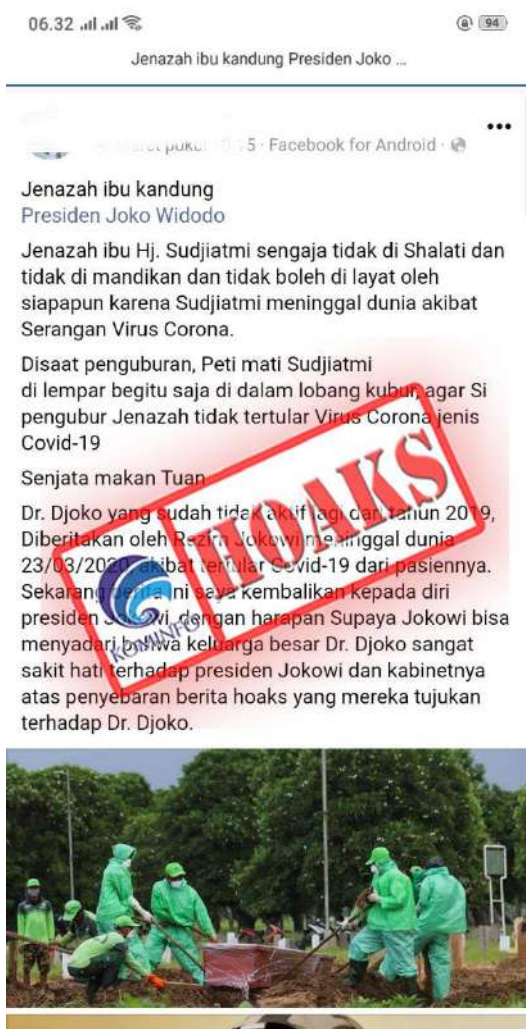 06.32
94
Jenazah ibu kandung Presiden Joko ...
5 · Facebook for Android ·
Jenazah ibu kandung
Presiden Joko Widodo
Jenazah ibu Hj. Sudjiatmi sengaja tidak di Shalati dan
tidak di mandikan dan tidak boleh di layat oleh
siapapun karena Sudjiatmi meninggal dunia akibat
Serangan Virus Corona.
Disaat penguburan, Peti mati Sudjiatmi
di lempar begitu saja di dalam lobang kubur, agar Si
pengubur Jenazah tidak tertular Virus Corona jenis
Covid-19
Senjata makan Tuan
Dr. Djoko yang sudah tidak aktif lagi dari tahun 2019,
Diberitakan oleh Rezim Jokowi meninggal dunia
23/03/2020, akibat tertular Covid-19 dari pasiennya.
Sekarang berita ini saya kembalikan kepada diri
presiden Jokowi, dengan harapan Supaya Jokowi bisa
menyadari bahwa keluarga besar Dr. Djoko sangat
sakit hati terhadap presiden Jokowi dan kabinetnya
atas penyebaran berita hoaks yang mereka tujukan
terhadap Dr. Djoko.
HOAKS
KOMINFO